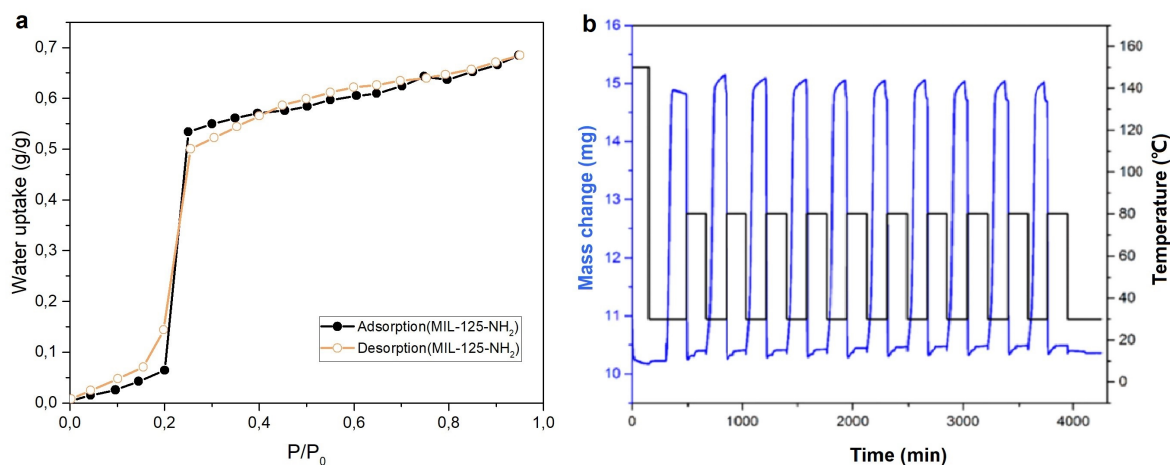 a
Water uptake (g/g)
0,7
0,6
0,5
0,4
0,3
0,2
0,1
0,0
0,0 0,2 0,4 0,6 0,8 1,0
P/P₀
Adsorption(MIL-125-NH₂)
Desorption(MIL-125-NH₂)
b
Mass change (mg)
16
15
14
13
12
11
10
0 1000 2000 3000 4000
Time (min)
160
140
120
100
80
60
40
20
0
Temperature (℃)